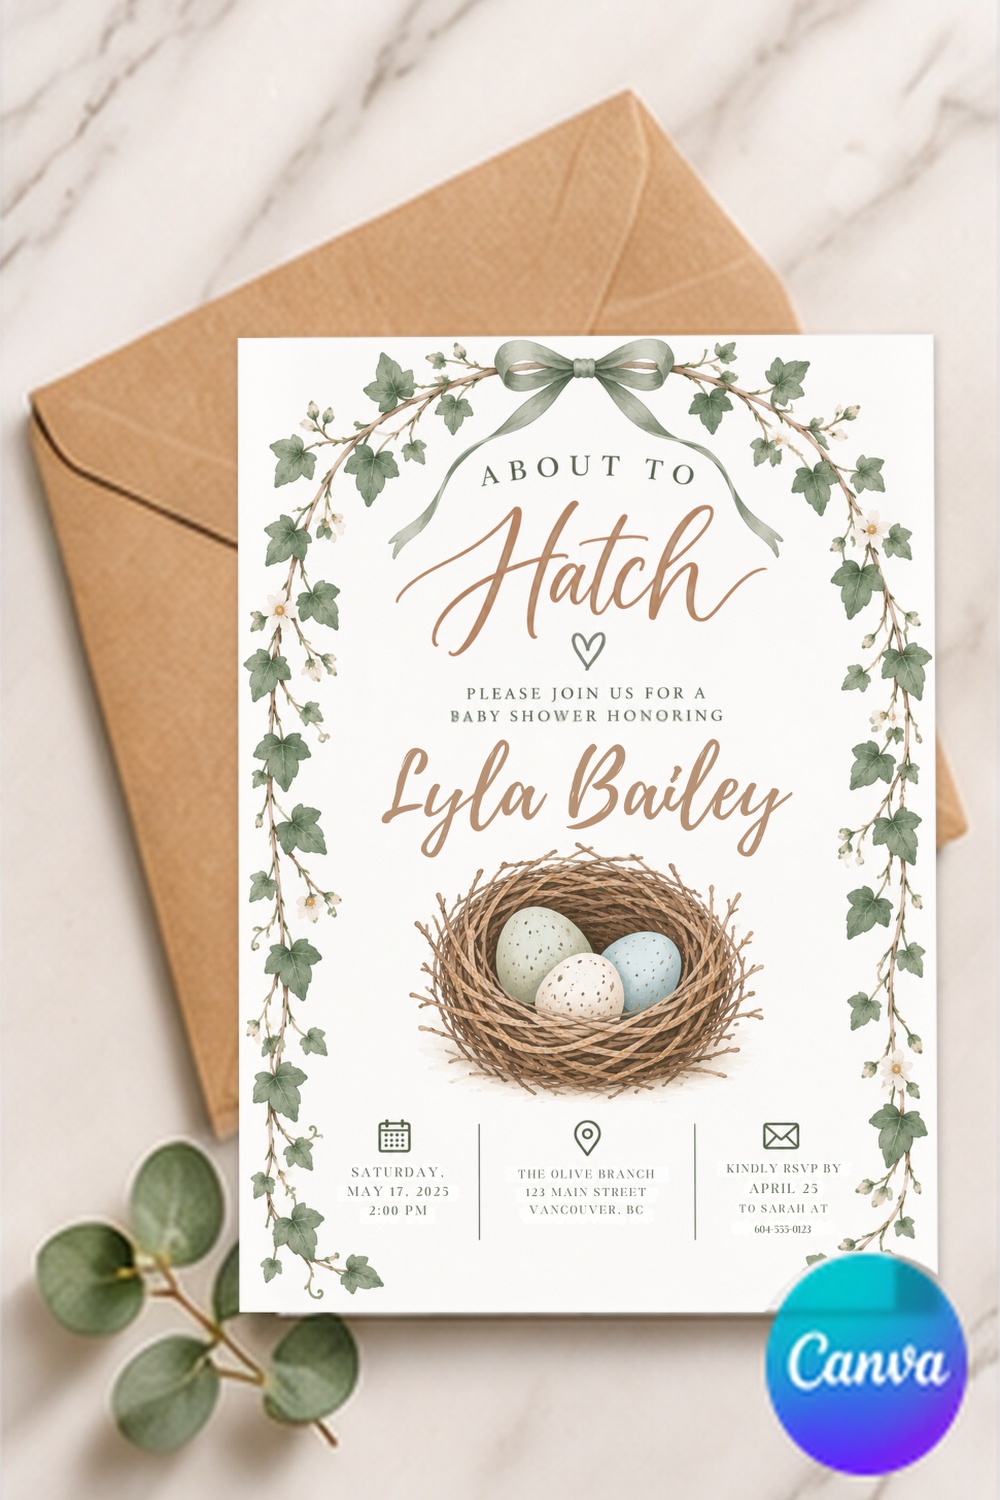 ABOUT TO
Hatch
PLEASE JOIN US FOR A
BABY SHOWER HONORING
Lyla Bailey
SATURDAY,
MAY 17, 2025
2:00 PM
THE OLIVE BRANCH
123 MAIN STREET
VANCOUVER, BC
KINDLY RSVP BY
APRIL 25
TO SARAH AT
604-555-0123
Canva